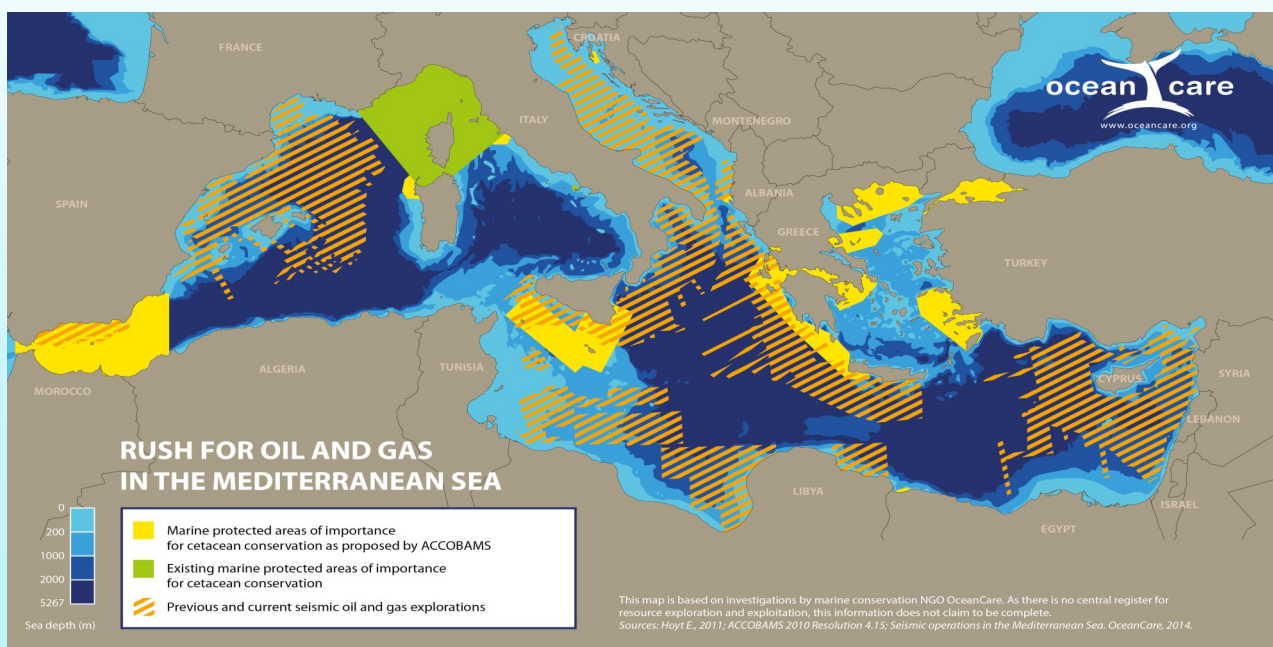 FRANCE
CROATIA
ocean care
www.oceancare.org
ITALY
MONTENEGRO
SPAIN
ALBANIA
GREECE
TURKEY
MOROCCO
ALGERIA
TUNISIA
CYPRUS
SYRIA
LEBANON
LIBYA
EGYPT
ISRAEL
RUSH FOR OIL AND GAS
IN THE MEDITERRANEAN SEA
0
200
1000
2000
5267
Sea depth (m)
Marine protected areas of importance
for cetacean conservation as proposed by ACCOBAMS
Existing marine protected areas of importance
for cetacean conservation
Previous and current seismic oil and gas explorations
This map is based on investigations by marine conservation NGO OceanCare. As there is no central register for
resource exploration and exploitation, this information does not claim to be complete.
Sources: Hoyt E., 2011; ACCOBAMS 2010 Resolution 4.15; Seismic operations in the Mediterranean Sea. OceanCare, 2014.